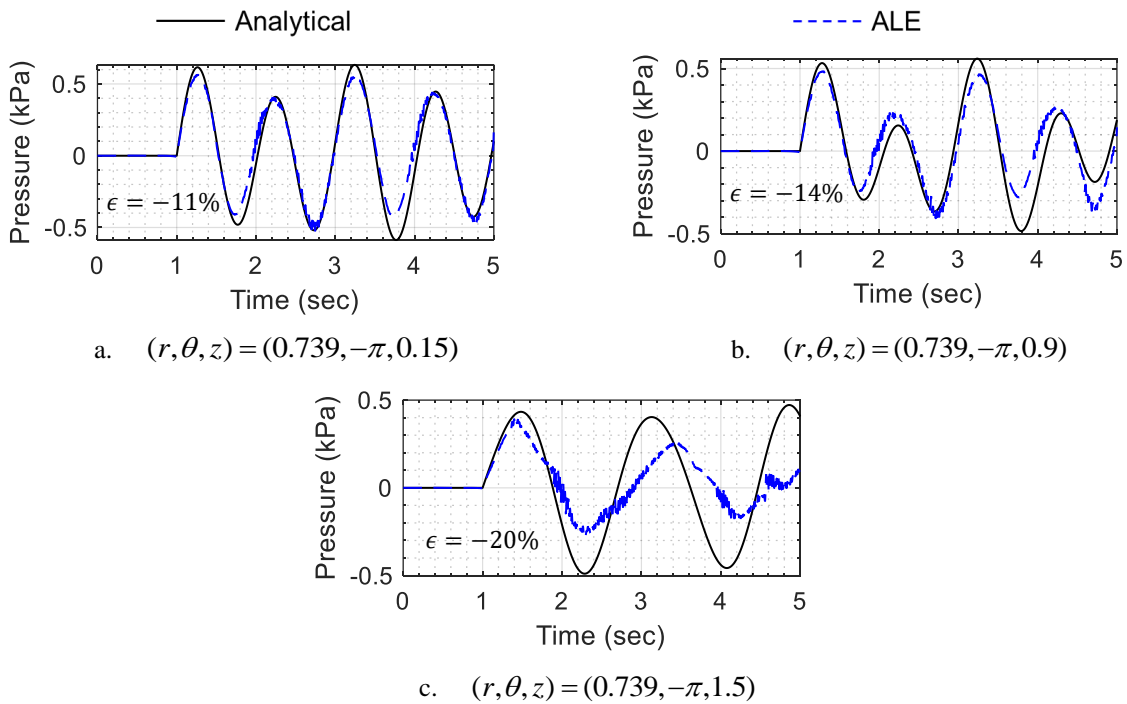 Analytical
ALE
Pressure (kPa)
0.5
0
-0.5
ϵ = −11%
0 1 2 3 4 5
Time (sec)
a. (r,θ,z) = (0.739,−π,0.15)
Pressure (kPa)
0.5
0
-0.5
ϵ = −14%
0 1 2 3 4 5
Time (sec)
b. (r,θ,z) = (0.739,−π,0.9)
Pressure (kPa)
0.5
0
-0.5
ϵ = −20%
0 1 2 3 4 5
Time (sec)
c. (r,θ,z) = (0.739,−π,1.5)